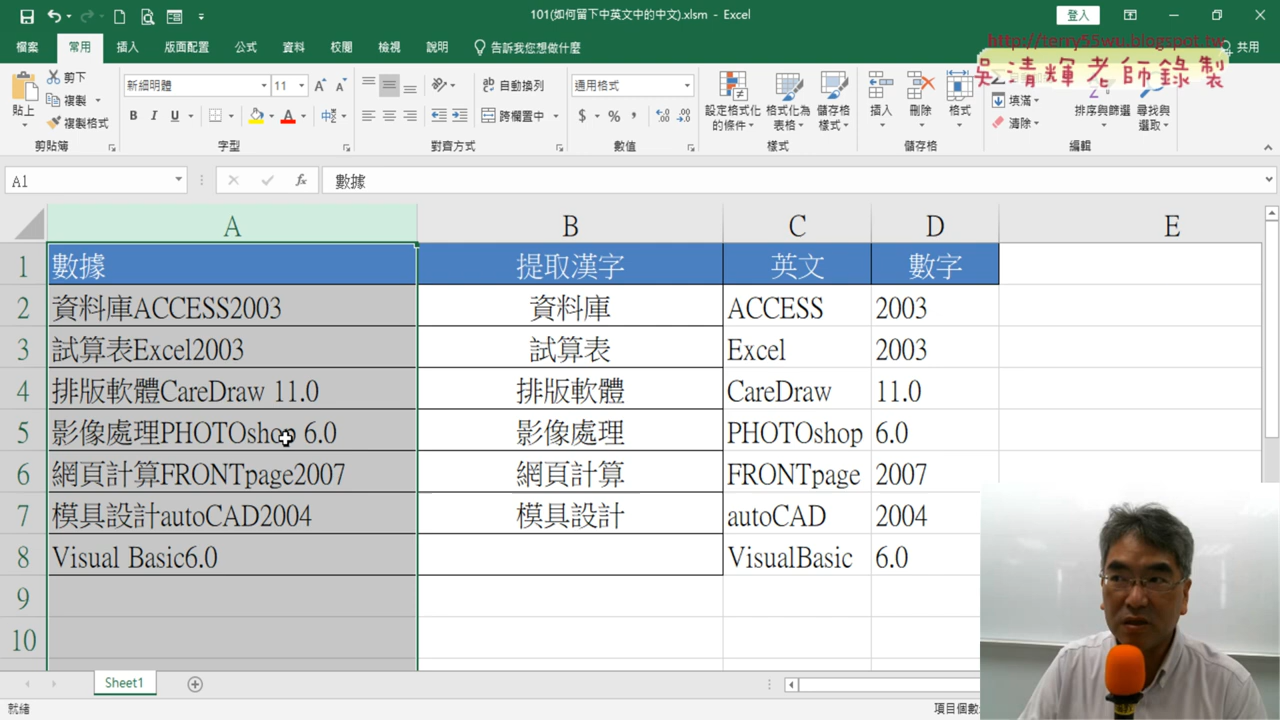 101(如何留下中英文中的中文).xlsm - Excel
登入
檔案 常用 插入 版面配置 公式 資料 校閱 檢視 說明 告訴我您想做什麼 共用
http://terry55wu.blogspot.tw
吳清輝老師錄製
貼上 剪下 複製 複製格式 剪貼簿
新細明體 11 B I U A 中 字型
自動換列 跨欄置中 對齊方式
通用格式 $ % , 數值
設定格式化的條件 格式化為表格 儲存格樣式 樣式
插入 刪除 格式 儲存格
填滿 清除 排序與篩選 尋找與選取 編輯
A1 fx 數據
A B C D E
1 數據 提取漢字 英文 數字
2 資料庫ACCESS2003 資料庫 ACCESS 2003
3 試算表Excel2003 試算表 Excel 2003
4 排版軟體CareDraw 11.0 排版軟體 CareDraw 11.0
5 影像處理PHOTOshop 6.0 影像處理 PHOTOshop 6.0
6 網頁計算FRONTpage2007 網頁計算 FRONTpage 2007
7 模具設計autoCAD2004 模具設計 autoCAD 2004
8 Visual Basic6.0 VisualBasic 6.0
9
10
Sheet1
就緒 項目個數